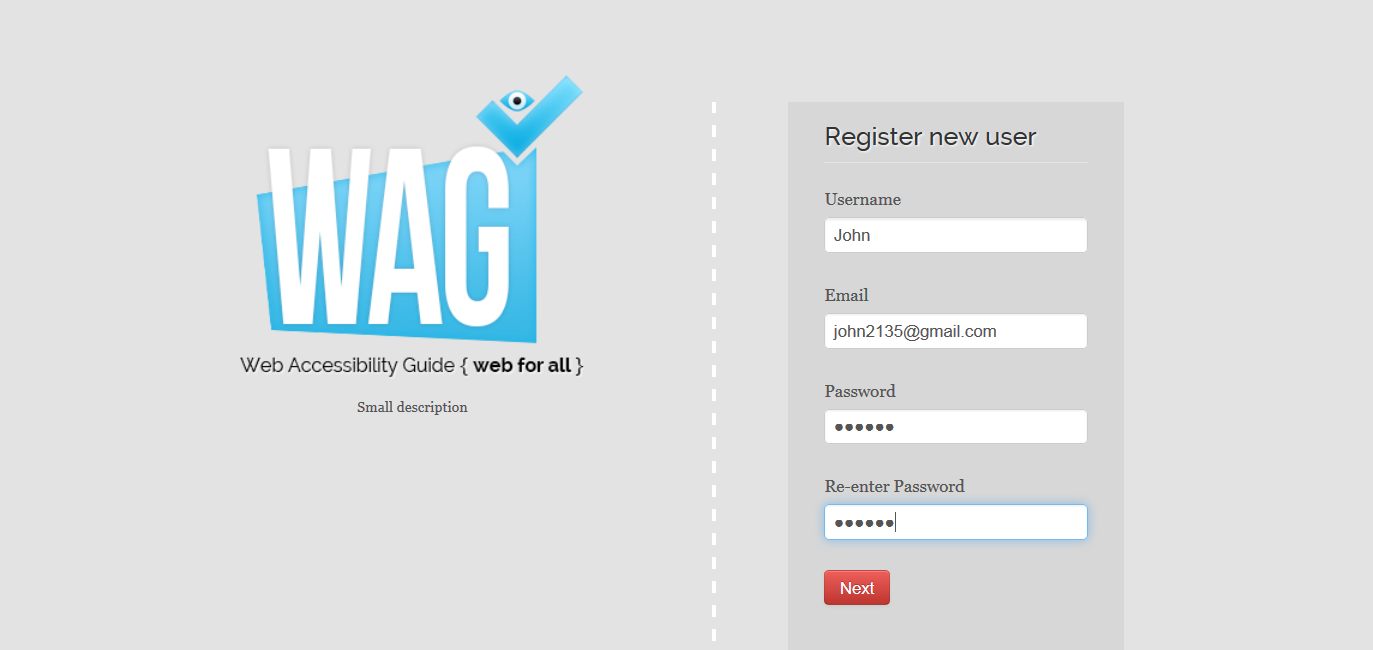 WAG
Web Accessibility Guide { web for all }
Small description
Register new user
Username
John
Email
john2135@gmail.com
Password
●●●●●●
Re-enter Password
●●●●●●
Next